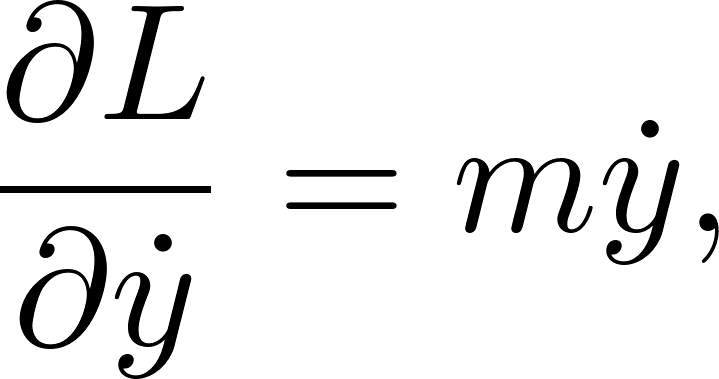 ∂L/∂ẏ = mẏ,